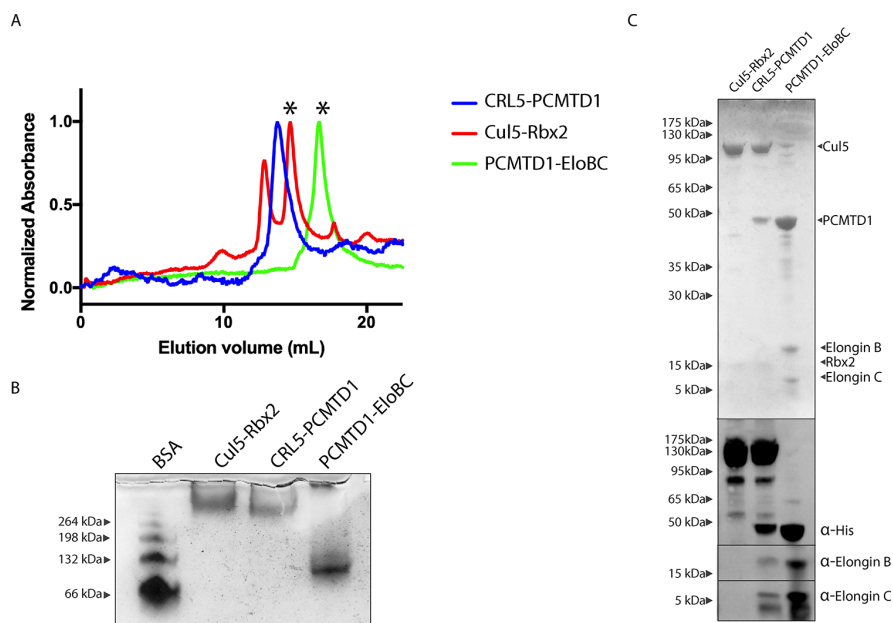 A
1.0
0.5
0.0
Normalized Absorbance
* *
0 10 20
Elution volume (mL)
CRL5-PCMTD1
Cul5-Rbx2
PCMTD1-EloBC
B
BSA
Cul5-Rbx2
CRL5-PCMTD1
PCMTD1-EloBC
264 kDa
198 kDa
132 kDa
66 kDa
C
Cul5-Rbx2
CRL5-PCMTD1
PCMTD1-EloBC
175 kDa
130 kDa
95 kDa
65 kDa
50 kDa
35 kDa
30 kDa
15 kDa
5 kDa
Cul5
PCMTD1
Elongin B
Rbx2
Elongin C
175kDa
130kDa
95kDa
65 kDa
50 kDa
α-His
15 kDa
α-Elongin B
5 kDa
α-Elongin C